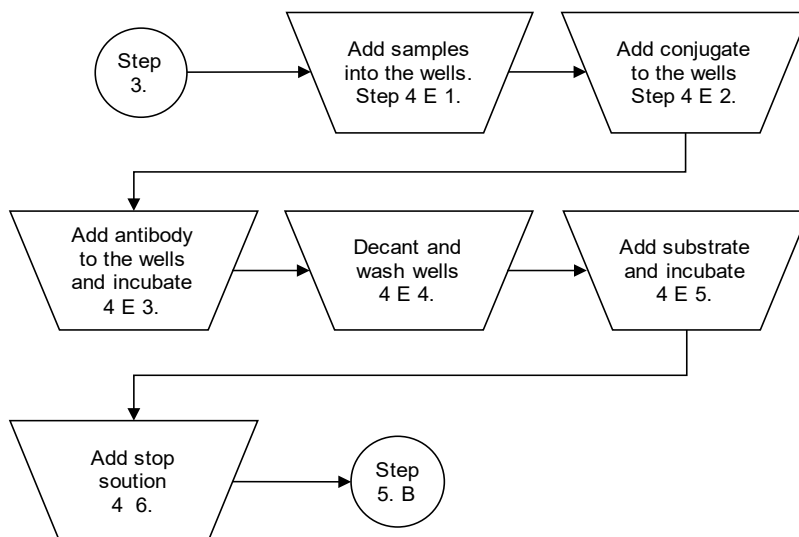 Step
3.
Add samples
into the wells.
Step 4 E 1.
Add conjugate
to the wells
Step 4 E 2.
Add antibody
to the wells
and incubate
4 E 3.
Decant and
wash wells
4 E 4.
Add substrate
and incubate
4 E 5.
Add stop
soution
4  6.
Step
5. B